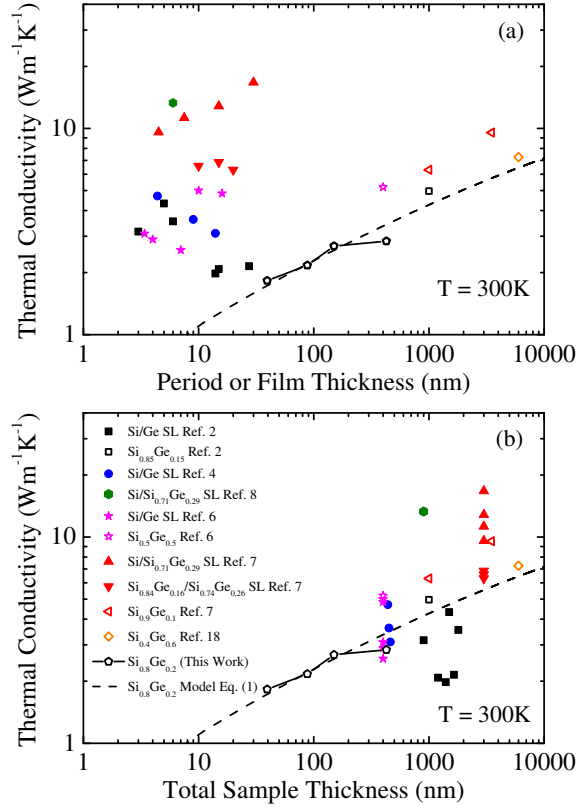 (a)
Thermal Conductivity (Wm⁻¹K⁻¹)
10
1
T = 300K
1 10 100 1000 10000
Period or Film Thickness (nm)
(b)
Thermal Conductivity (Wm⁻¹K⁻¹)
10
1
Si/Ge SL Ref. 2
Si₀.₈₅Ge₀.₁₅ Ref. 2
Si/Ge SL Ref. 4
Si/Si₀.₇₁Ge₀.₂₉ SL Ref. 8
Si/Ge SL Ref. 6
Si₀.₅Ge₀.₅ Ref. 6
Si/Si₀.₇₁Ge₀.₂₉ SL Ref. 7
Si₀.₈₄Ge₀.₁₆/Si₀.₇₄Ge₀.₂₆ SL Ref. 7
Si₀.₉Ge₀.₁ Ref. 7
Si₀.₄Ge₀.₆ Ref. 18
Si₀.₈Ge₀.₂ (This Work)
Si₀.₈Ge₀.₂ Model Eq. (1)
T = 300K
1 10 100 1000 10000
Total Sample Thickness (nm)